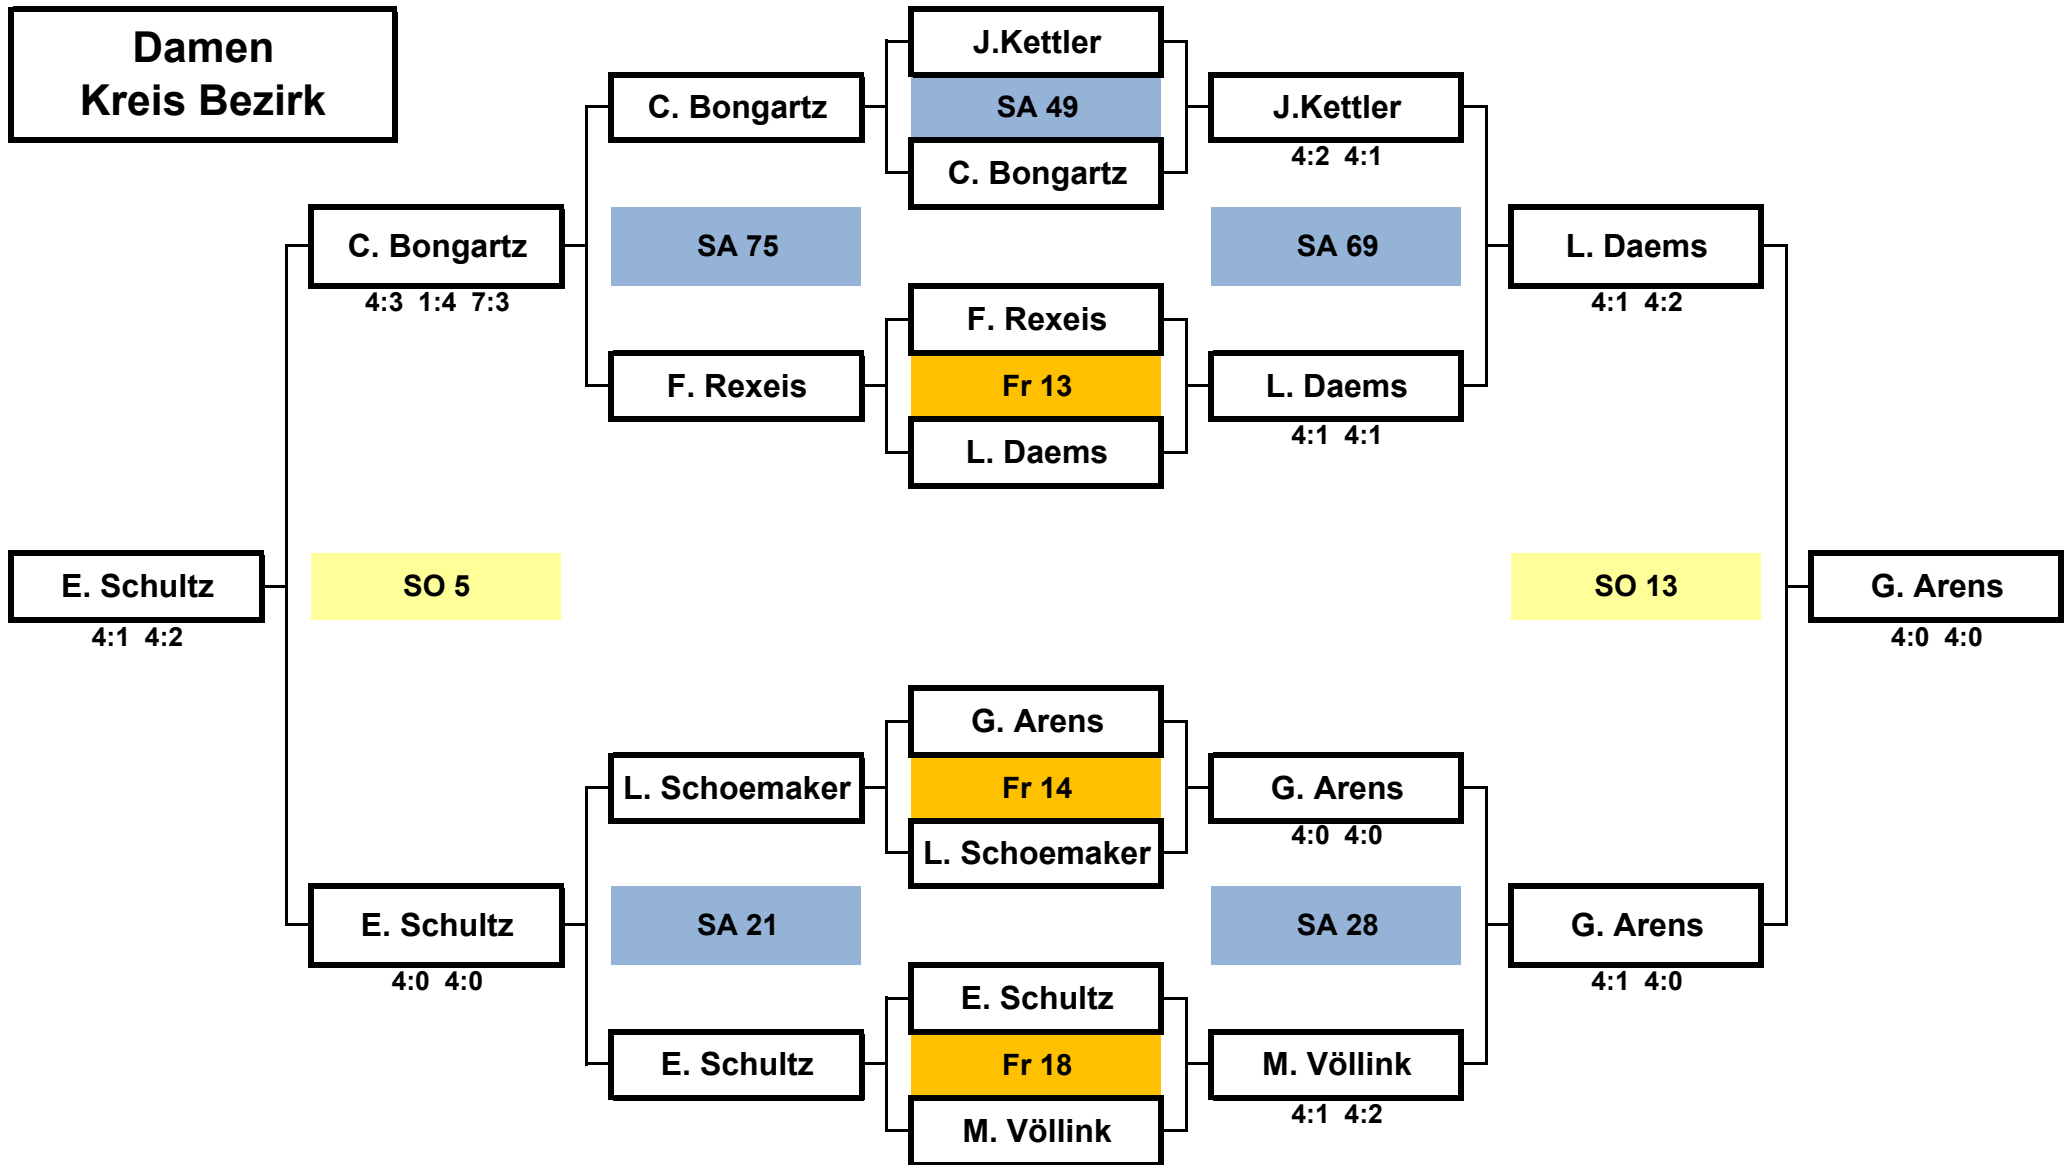 Damen
Kreis Bezirk
J.Kettler
C. Bongartz
SA 49
J.Kettler
4:2 4:1
C. Bongartz
C. Bongartz
4:3 1:4 7:3
SA 75
SA 69
L. Daems
4:1 4:2
F. Rexeis
F. Rexeis
Fr 13
L. Daems
4:1 4:1
L. Daems
E. Schultz
4:1 4:2
SO 5
SO 13
G. Arens
4:0 4:0
G. Arens
L. Schoemaker
Fr 14
G. Arens
4:0 4:0
L. Schoemaker
E. Schultz
4:0 4:0
SA 21
SA 28
G. Arens
4:1 4:0
E. Schultz
E. Schultz
Fr 18
M. Völlink
4:1 4:2
M. Völlink